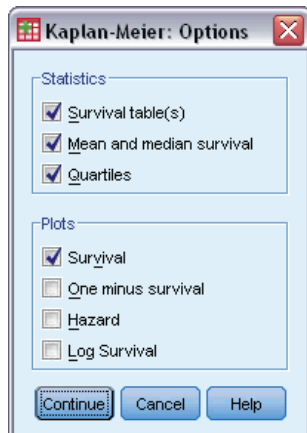 Kaplan-Meier: Options
Statistics
Survival table(s)
Mean and median survival
Quartiles
Plots
Survival
One minus survival
Hazard
Log Survival
Continue
Cancel
Help